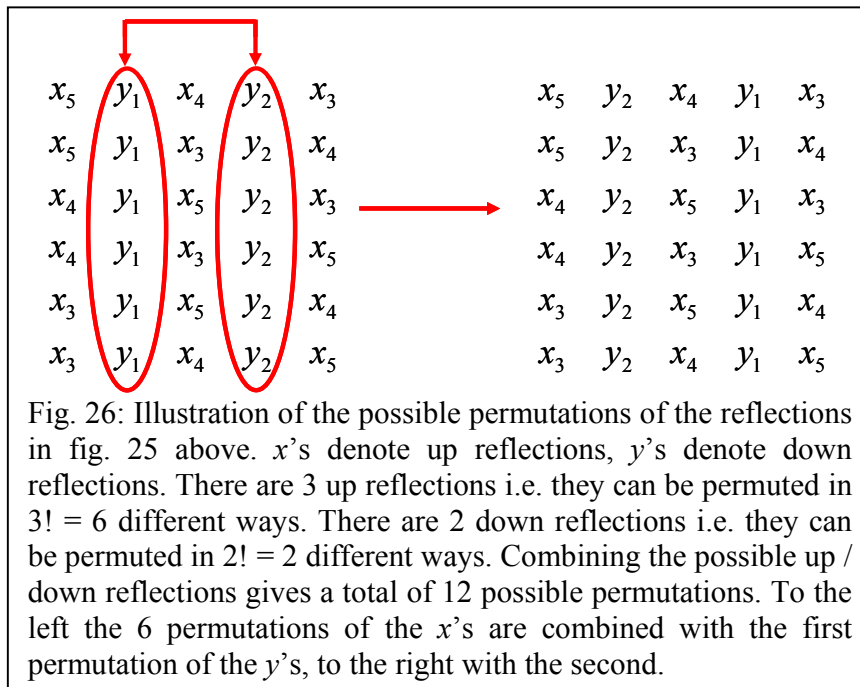 x₅ y₁ x₄ y₂ x₃ x₅ y₂ x₄ y₁ x₃
x₅ y₁ x₃ y₂ x₄ x₅ y₂ x₃ y₁ x₄
x₄ y₁ x₅ y₂ x₃ x₄ y₂ x₅ y₁ x₃
x₄ y₁ x₃ y₂ x₅ x₄ y₂ x₃ y₁ x₅
x₃ y₁ x₅ y₂ x₄ x₃ y₂ x₅ y₁ x₄
x₃ y₁ x₄ y₂ x₅ x₃ y₂ x₄ y₁ x₅
Fig. 26: Illustration of the possible permutations of the reflections
in fig. 25 above. x's denote up reflections, y's denote down
reflections. There are 3 up reflections i.e. they can be permuted in
3! = 6 different ways. There are 2 down reflections i.e. they can
be permuted in 2! = 2 different ways. Combining the possible up /
down reflections gives a total of 12 possible permutations. To the
left the 6 permutations of the x's are combined with the first
permutation of the y's, to the right with the second.